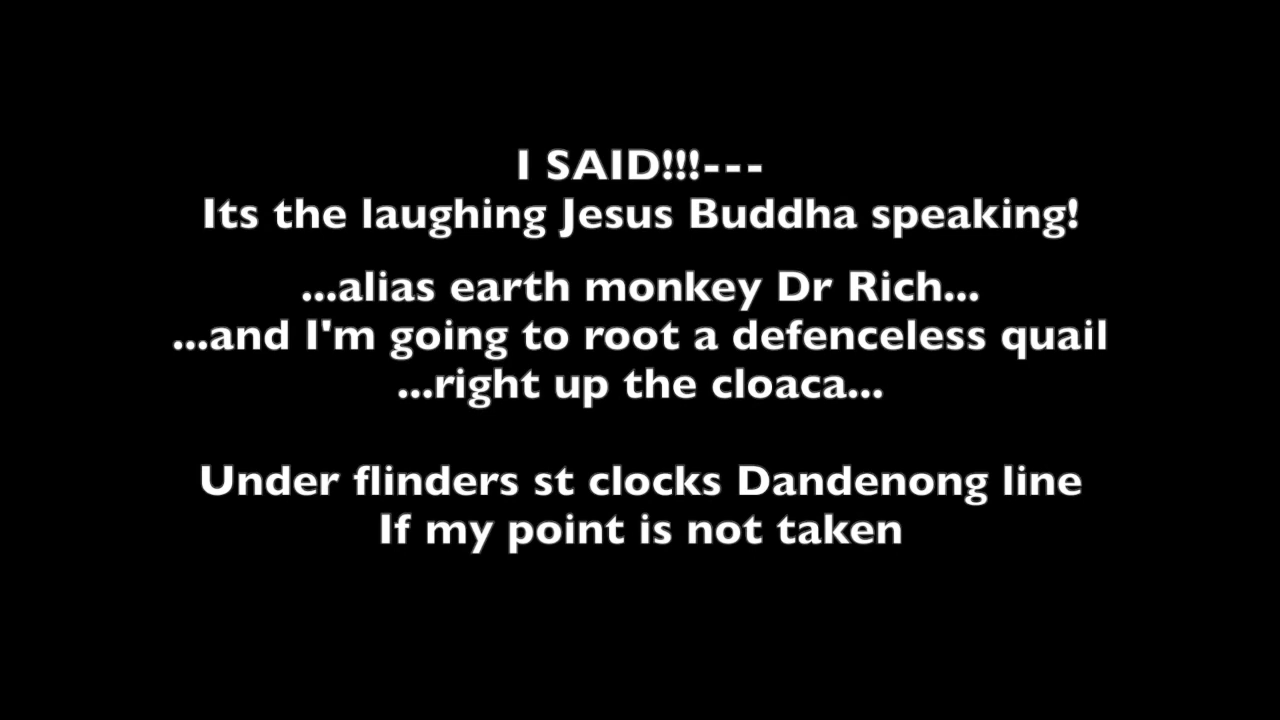 I SAID!!!---
Its the laughing Jesus Buddha speaking!
...alias earth monkey Dr Rich...
...and I'm going to root a defenceless quail
...right up the cloaca...
Under flinders st clocks Dandenong line
If my point is not taken